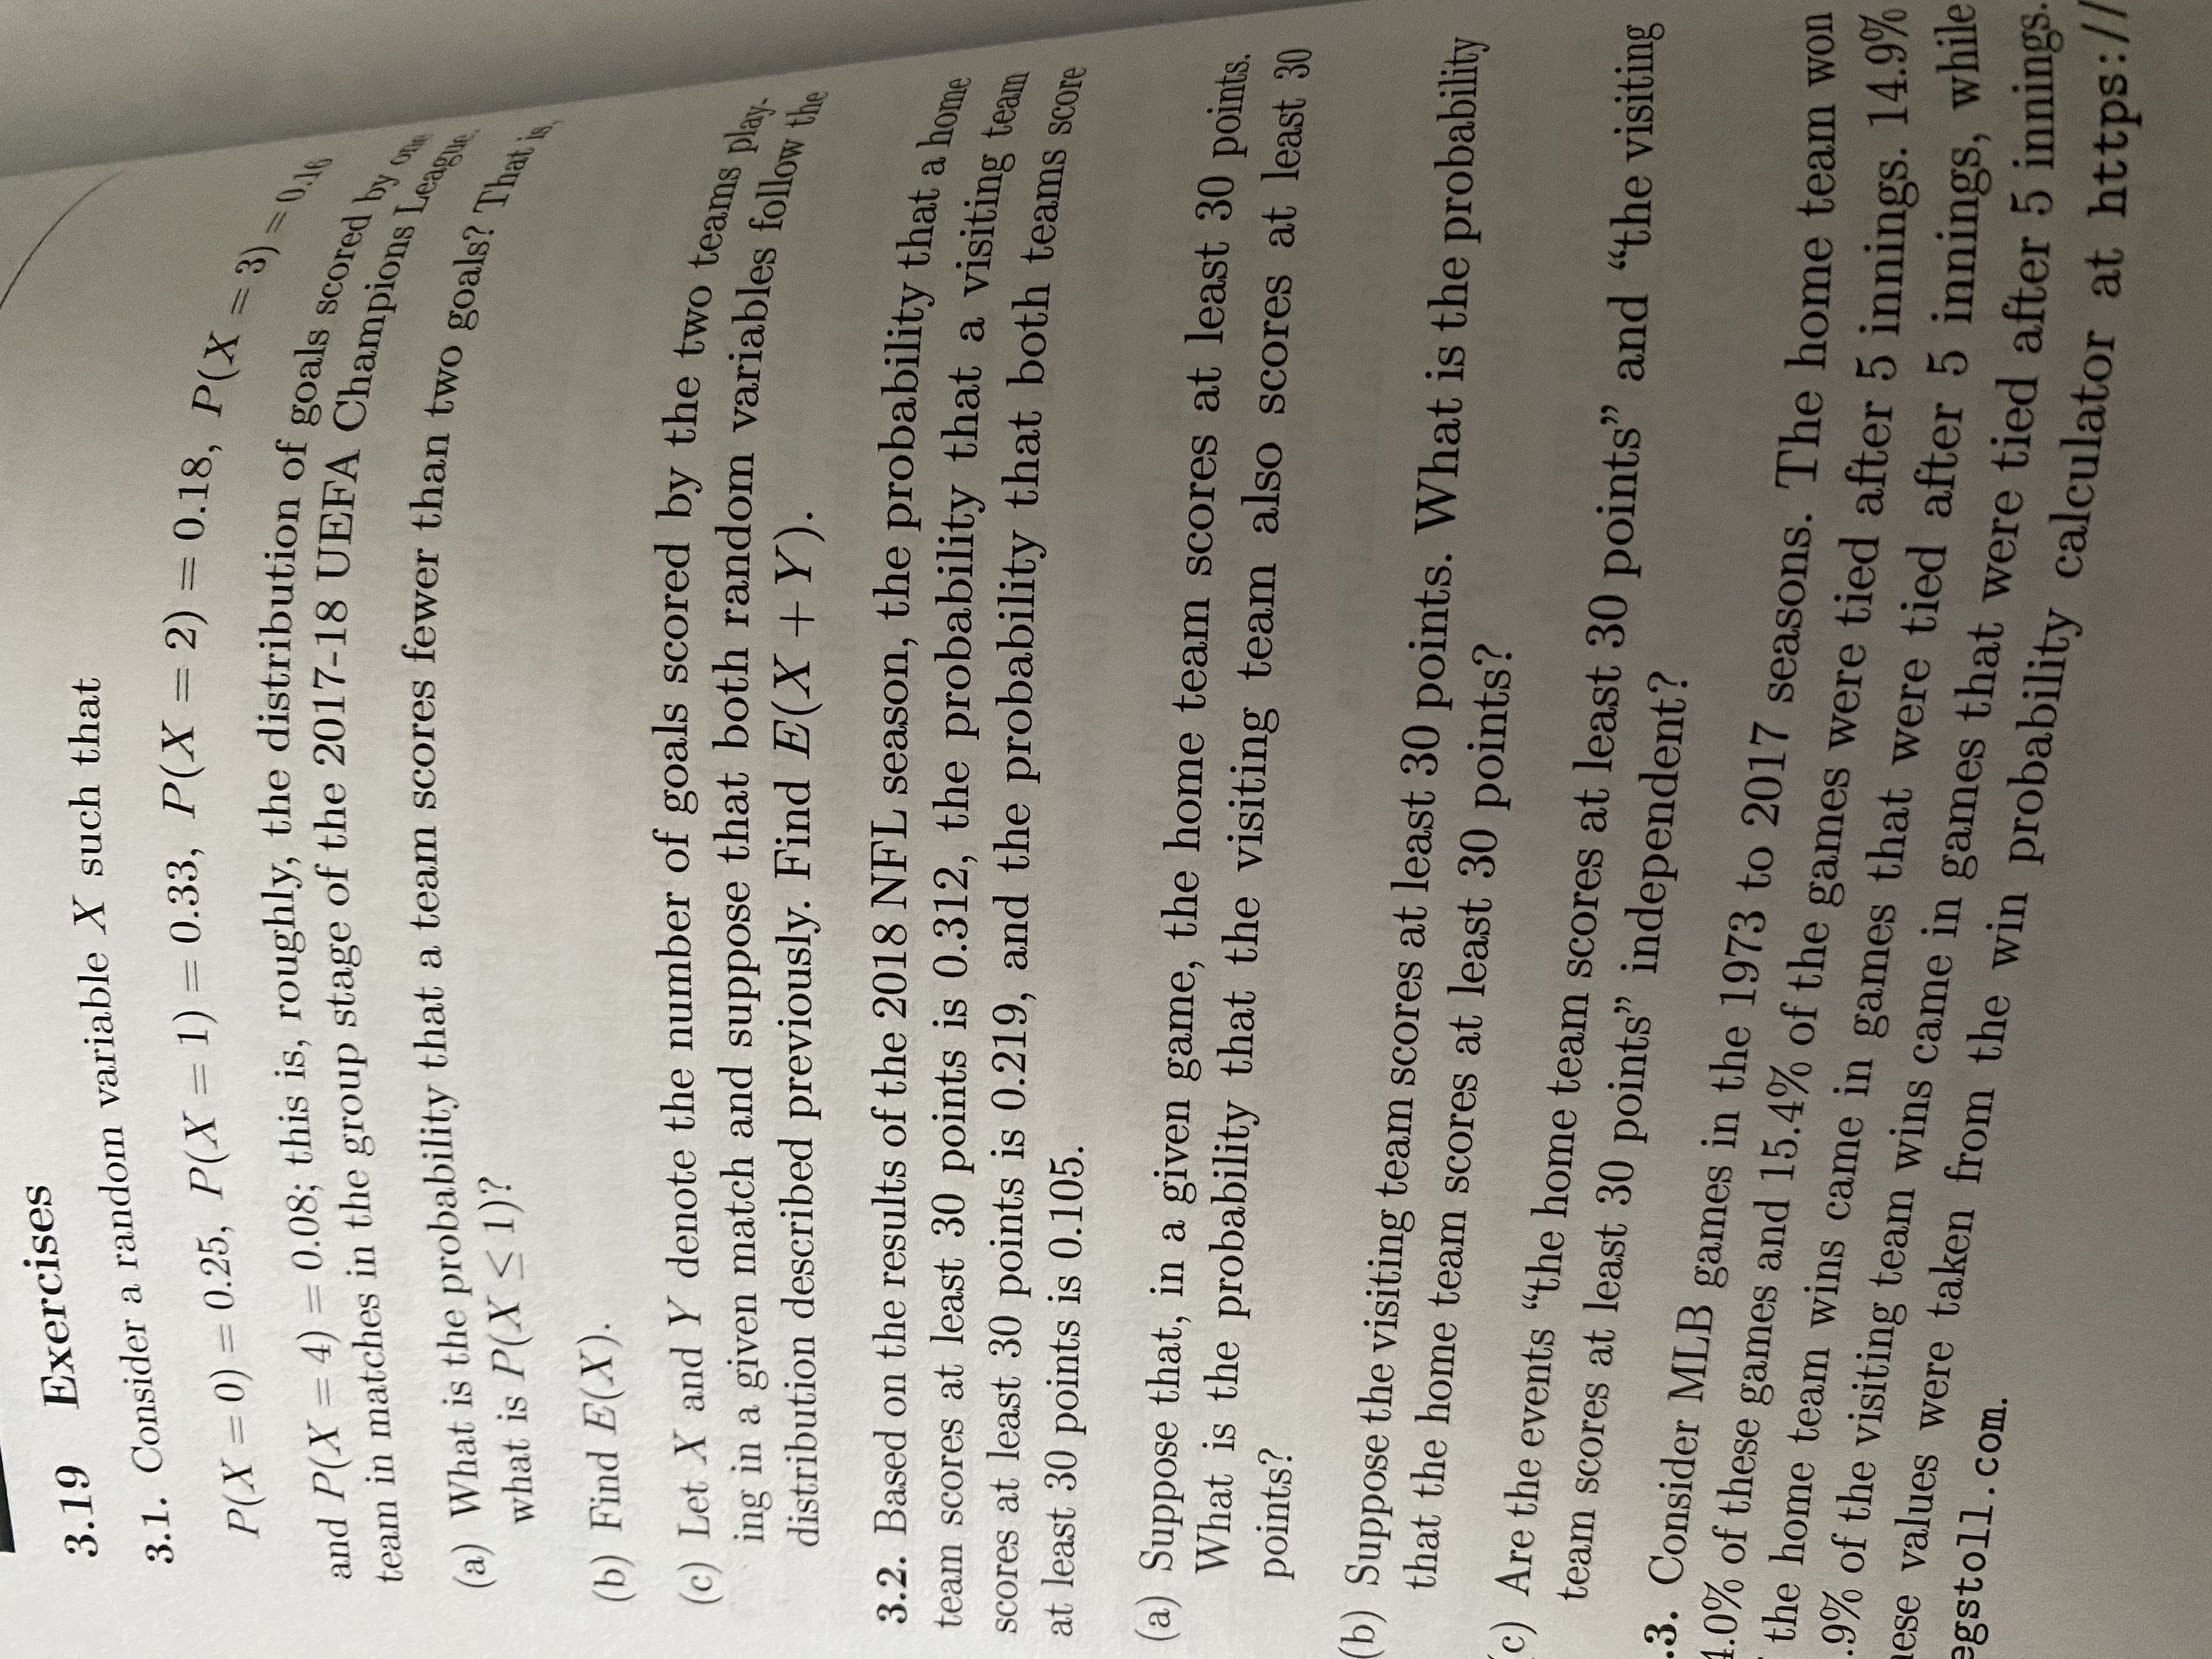 3.19 Exercises
3.1. Consider a random variable X such that
P(X = 0) = 0.25, P(X = 1) = 0.33, P(X = 2) = 0.18, P(X = 3) = 0.16
and P(X = 4) = 0.08; this is, roughly, the distribution of goals scored by one
team in matches in the group stage of the 2017-18 UEFA Champions League.
(a) What is the probability that a team scores fewer than two goals? That is,
what is P(X ≤ 1)?
(b) Find E(X).
(c) Let X and Y denote the number of goals scored by the two teams play-
ing in a given match and suppose that both random variables follow the
distribution described previously. Find E(X + Y).
3.2. Based on the results of the 2018 NFL season, the probability that a home
team scores at least 30 points is 0.312, the probability that a visiting team
scores at least 30 points is 0.219, and the probability that both teams score
at least 30 points is 0.105.
(a) Suppose that, in a given game, the home team scores at least 30 points.
What is the probability that the visiting team also scores at least 30
points?
(b) Suppose the visiting team scores at least 30 points. What is the probability
that the home team scores at least 30 points?
c) Are the events “the home team scores at least 30 points” and “the visiting
team scores at least 30 points” independent?
.3. Consider MLB games in the 1973 to 2017 seasons. The home team won
4.0% of these games and 15.4% of the games were tied after 5 innings. 14.9%
the home team wins came in games that were tied after 5 innings, while
.9% of the visiting team wins came in games that were tied after 5 innings.
values were taken from the win probability calculator at https://
egstoll.com.